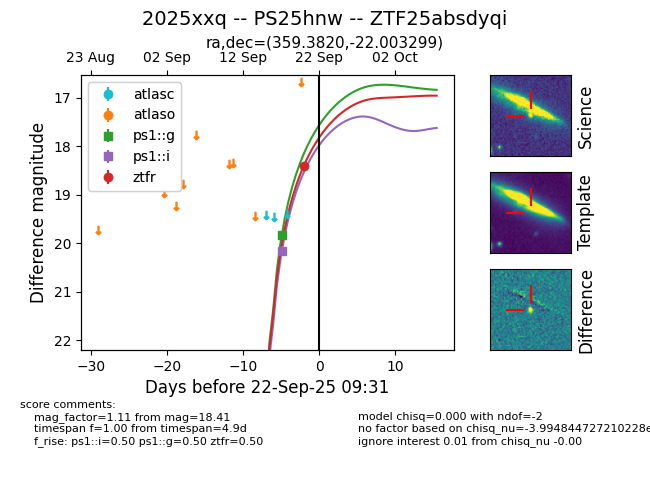 2025xxq -- PS25hnw -- ZTF25absdyqi
ra,dec=(359.3820,-22.003299)
23 Aug 02 Sep 12 Sep 22 Sep 02 Oct
atlasc
atlaso
ps1::g
ps1::i
ztfr
17
18
19
20
21
22
Difference magnitude
−30 −20 −10 0 10
Days before 22-Sep-25 09:31
Science
Template
Difference
score comments:
mag_factor=1.11 from mag=18.41
timespan f=1.00 from timespan=4.9d
f_rise: ps1::i=0.50 ps1::g=0.50 ztfr=0.50
model chisq=0.000 with ndof=-2
no factor based on chisq_nu=-3.994844727210228e
ignore interest 0.01 from chisq_nu -0.00